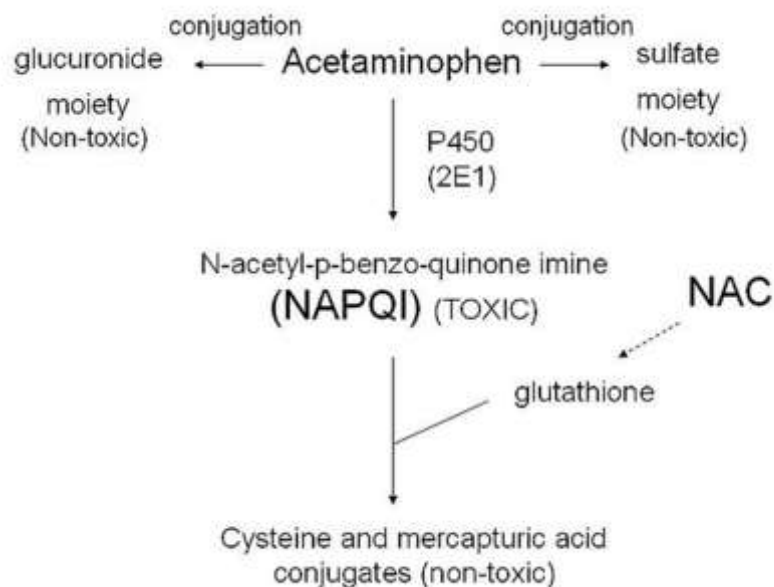 conjugation
conjugation
glucuronide
Acetaminophen
sulfate
moiety
(Non-toxic)
moiety
(Non-toxic)
P450
(2E1)
N-acetyl-p-benzo-quinone imine
(NAPQI) (TOXIC)
NAC
glutathione
Cysteine and mercapturic acid
conjugates (non-toxic)